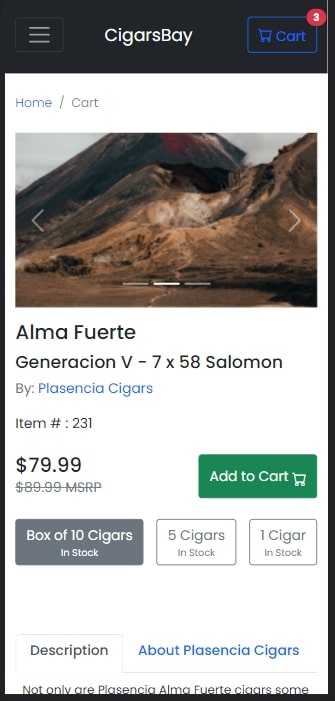 CigarsBay
Cart
3
Home / Cart
Alma Fuerte
Generacion V - 7 x 58 Salomon
By: Plasencia Cigars
Item # : 231
$79.99
$89.99 MSRP
Add to Cart
Box of 10 Cigars
In Stock
5 Cigars
In Stock
1 Cigar
In Stock
Description
About Plasencia Cigars
Not only are Plasencia Alma Fuerte cigars some